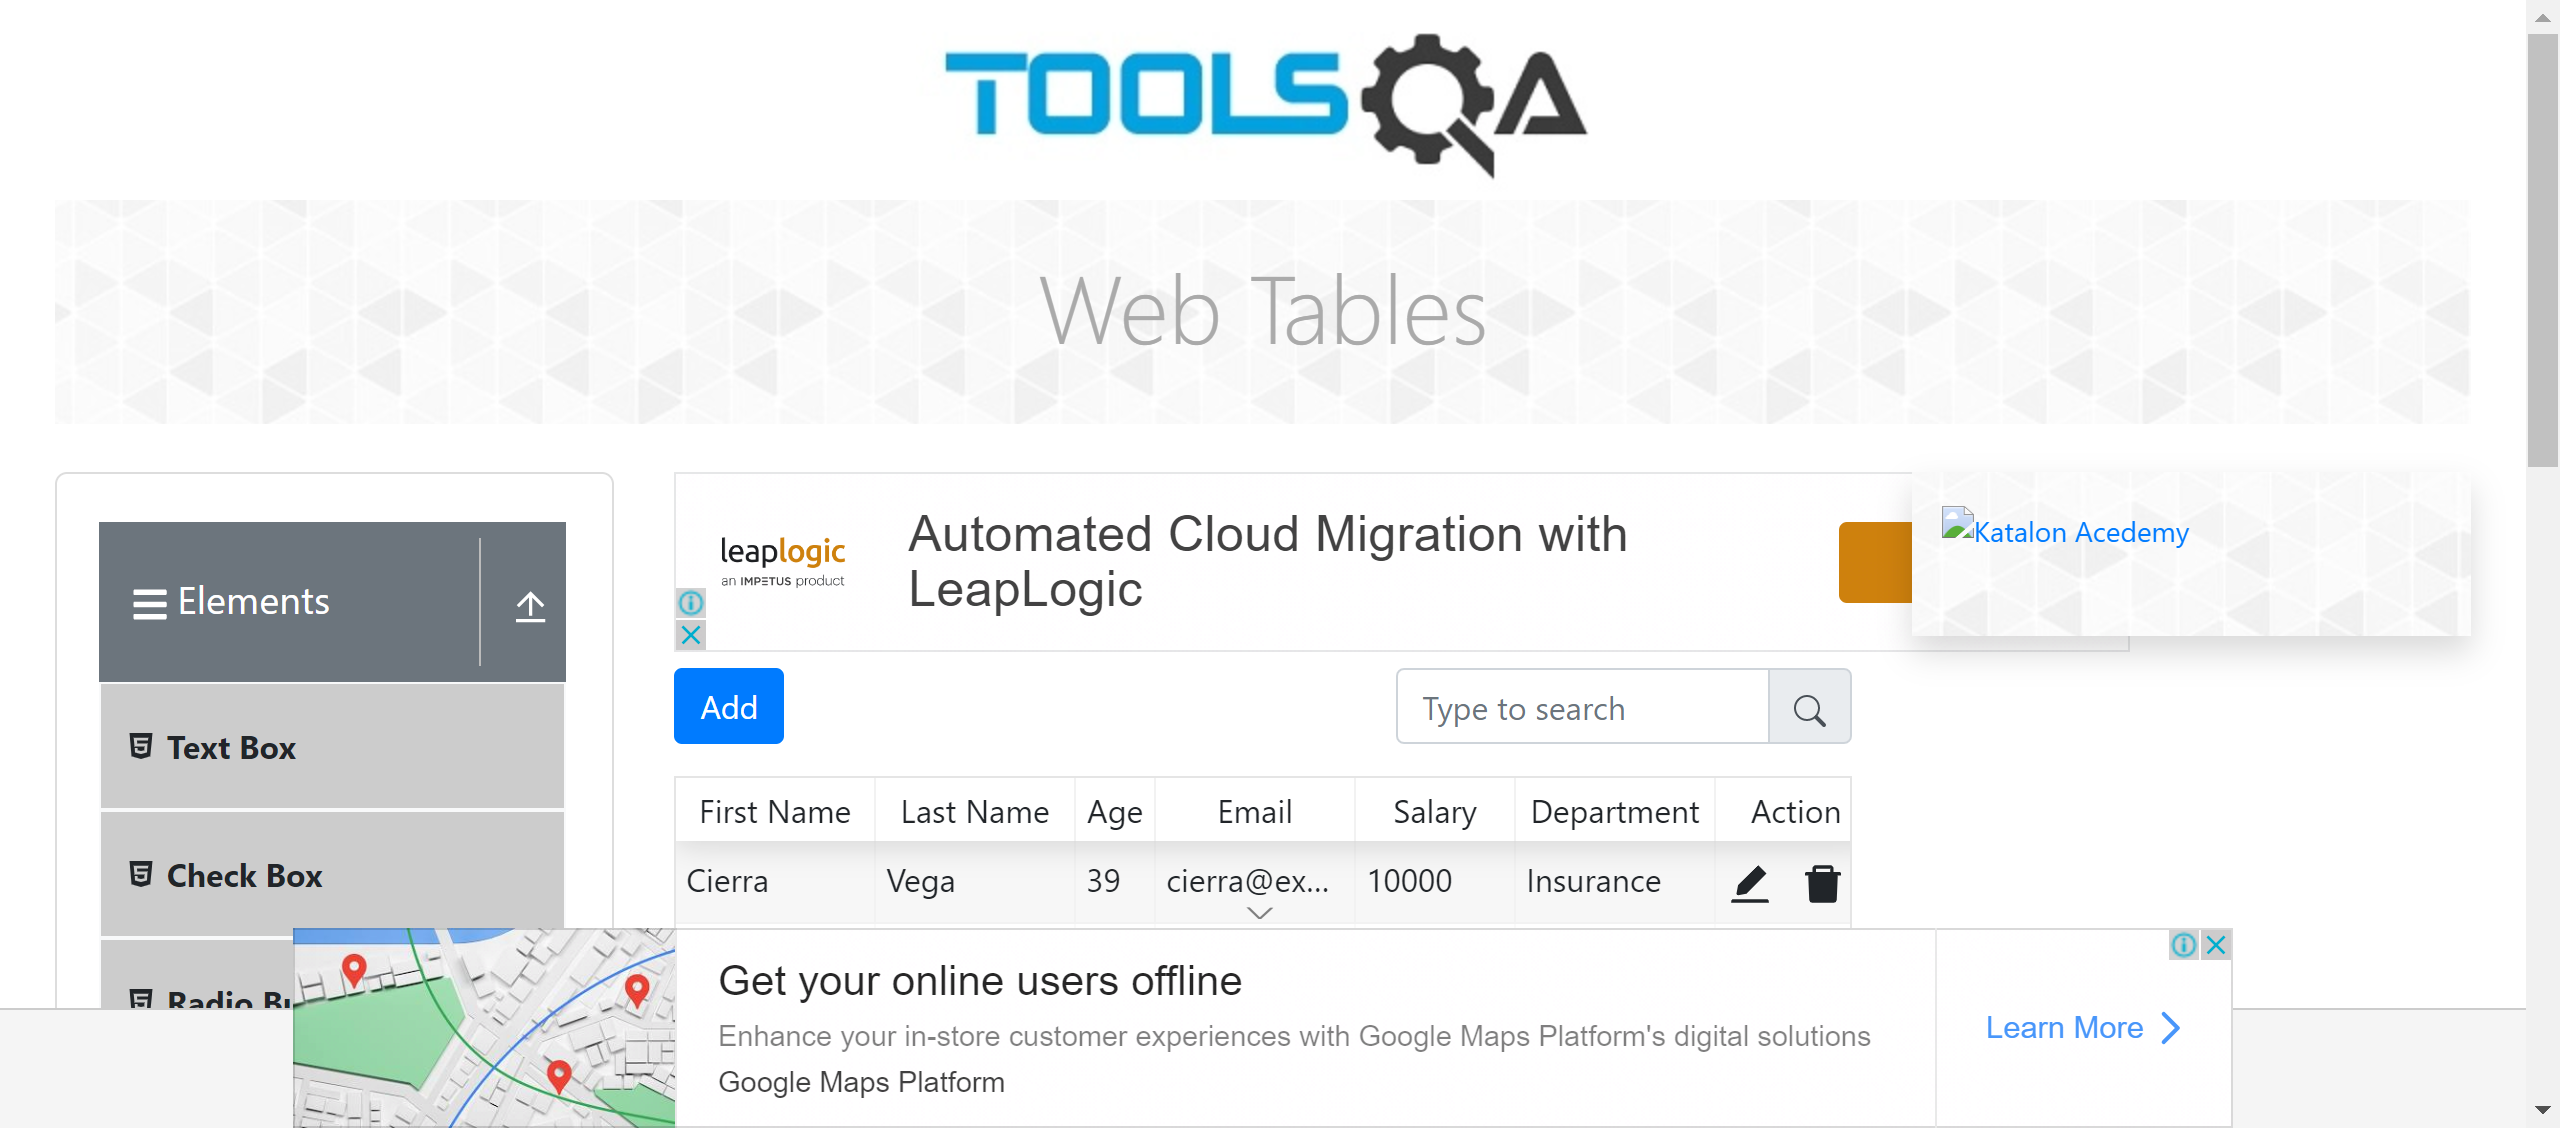 TOOLSQA
Web Tables
Elements
Text Box
Check Box
Radio Bu
leaplogic
an IMPETUS product
Automated Cloud Migration with
LeapLogic
Katalon Acedemy
Add
Type to search
First Name Last Name Age Email Salary Department Action
Cierra Vega 39 cierra@ex... 10000 Insurance
Get your online users offline
Enhance your in-store customer experiences with Google Maps Platform's digital solutions
Google Maps Platform
Learn More